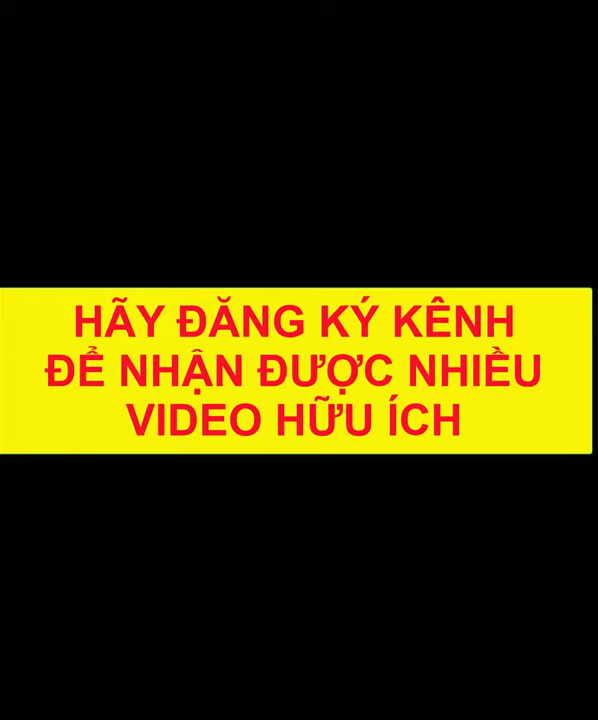 HÃY ĐĂNG KÝ KÊNH
ĐỂ NHẬN ĐƯỢC NHIỀU
VIDEO HỮU ÍCH